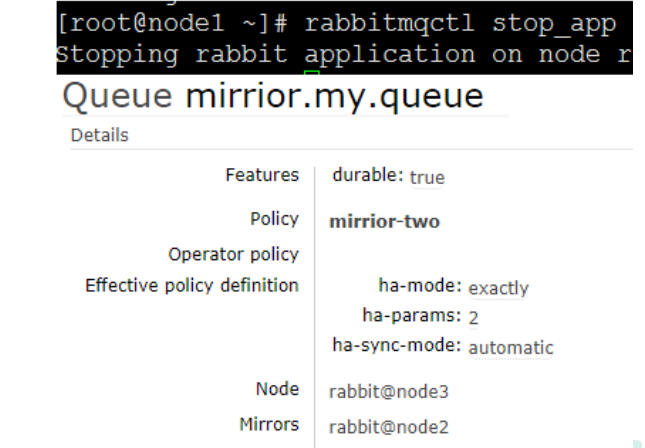 [root@node1 ~]# rabbitmqctl stop_app
Stopping rabbit application on node r
Queue mirrior.my.queue
Details
Features durable: true
Policy mirrior-two
Operator policy
Effective policy definition ha-mode: exactly
ha-params: 2
ha-sync-mode: automatic
Node rabbit@node3
Mirrors rabbit@node2